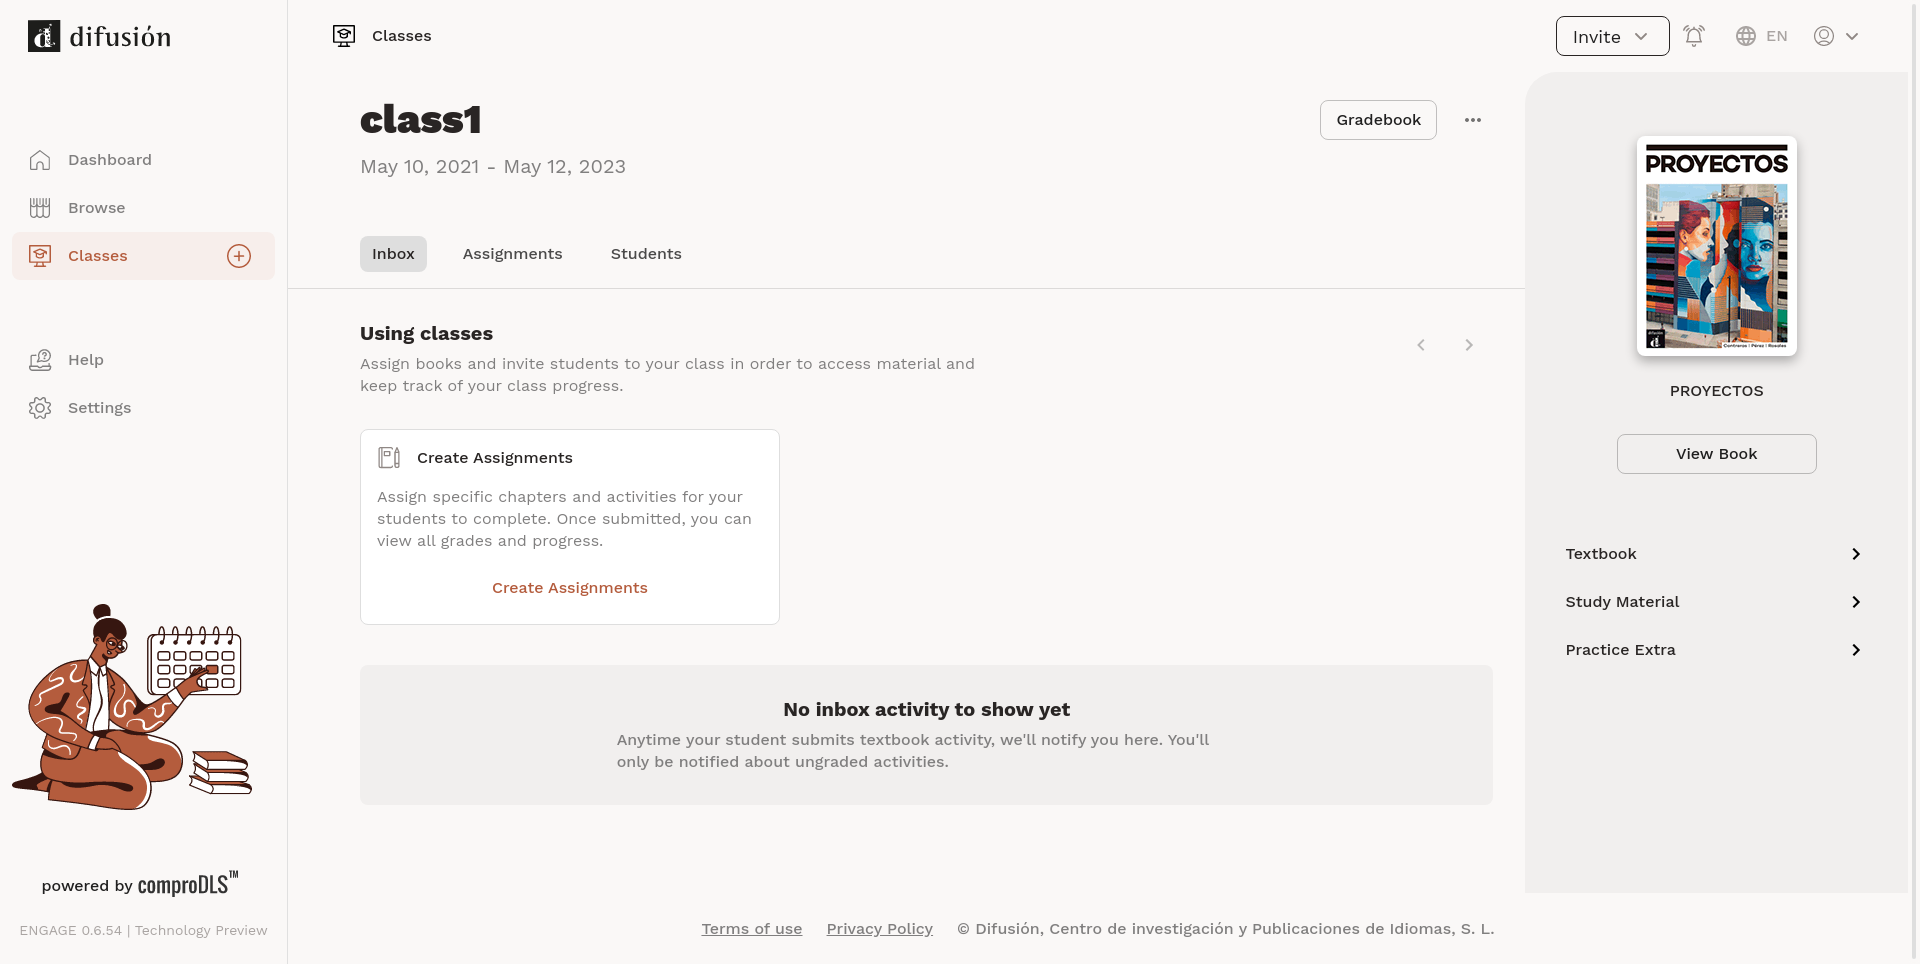 difusión
Dashboard
Browse
Classes
Help
Settings
powered by comproDLS™
ENGAGE 0.6.54 | Technology Preview
Classes
Invite
EN
class1
May 10, 2021 - May 12, 2023
Gradebook
Inbox
Assignments
Students
Using classes
Assign books and invite students to your class in order to access material and
keep track of your class progress.
Create Assignments
Assign specific chapters and activities for your
students to complete. Once submitted, you can
view all grades and progress.
Create Assignments
No inbox activity to show yet
Anytime your student submits textbook activity, we'll notify you here. You'll
only be notified about ungraded activities.
PROYECTOS
difusión
Contreras | Pérez | Rosales
PROYECTOS
View Book
Textbook
Study Material
Practice Extra
Terms of use
Privacy Policy
© Difusión, Centro de investigación y Publicaciones de Idiomas, S. L.